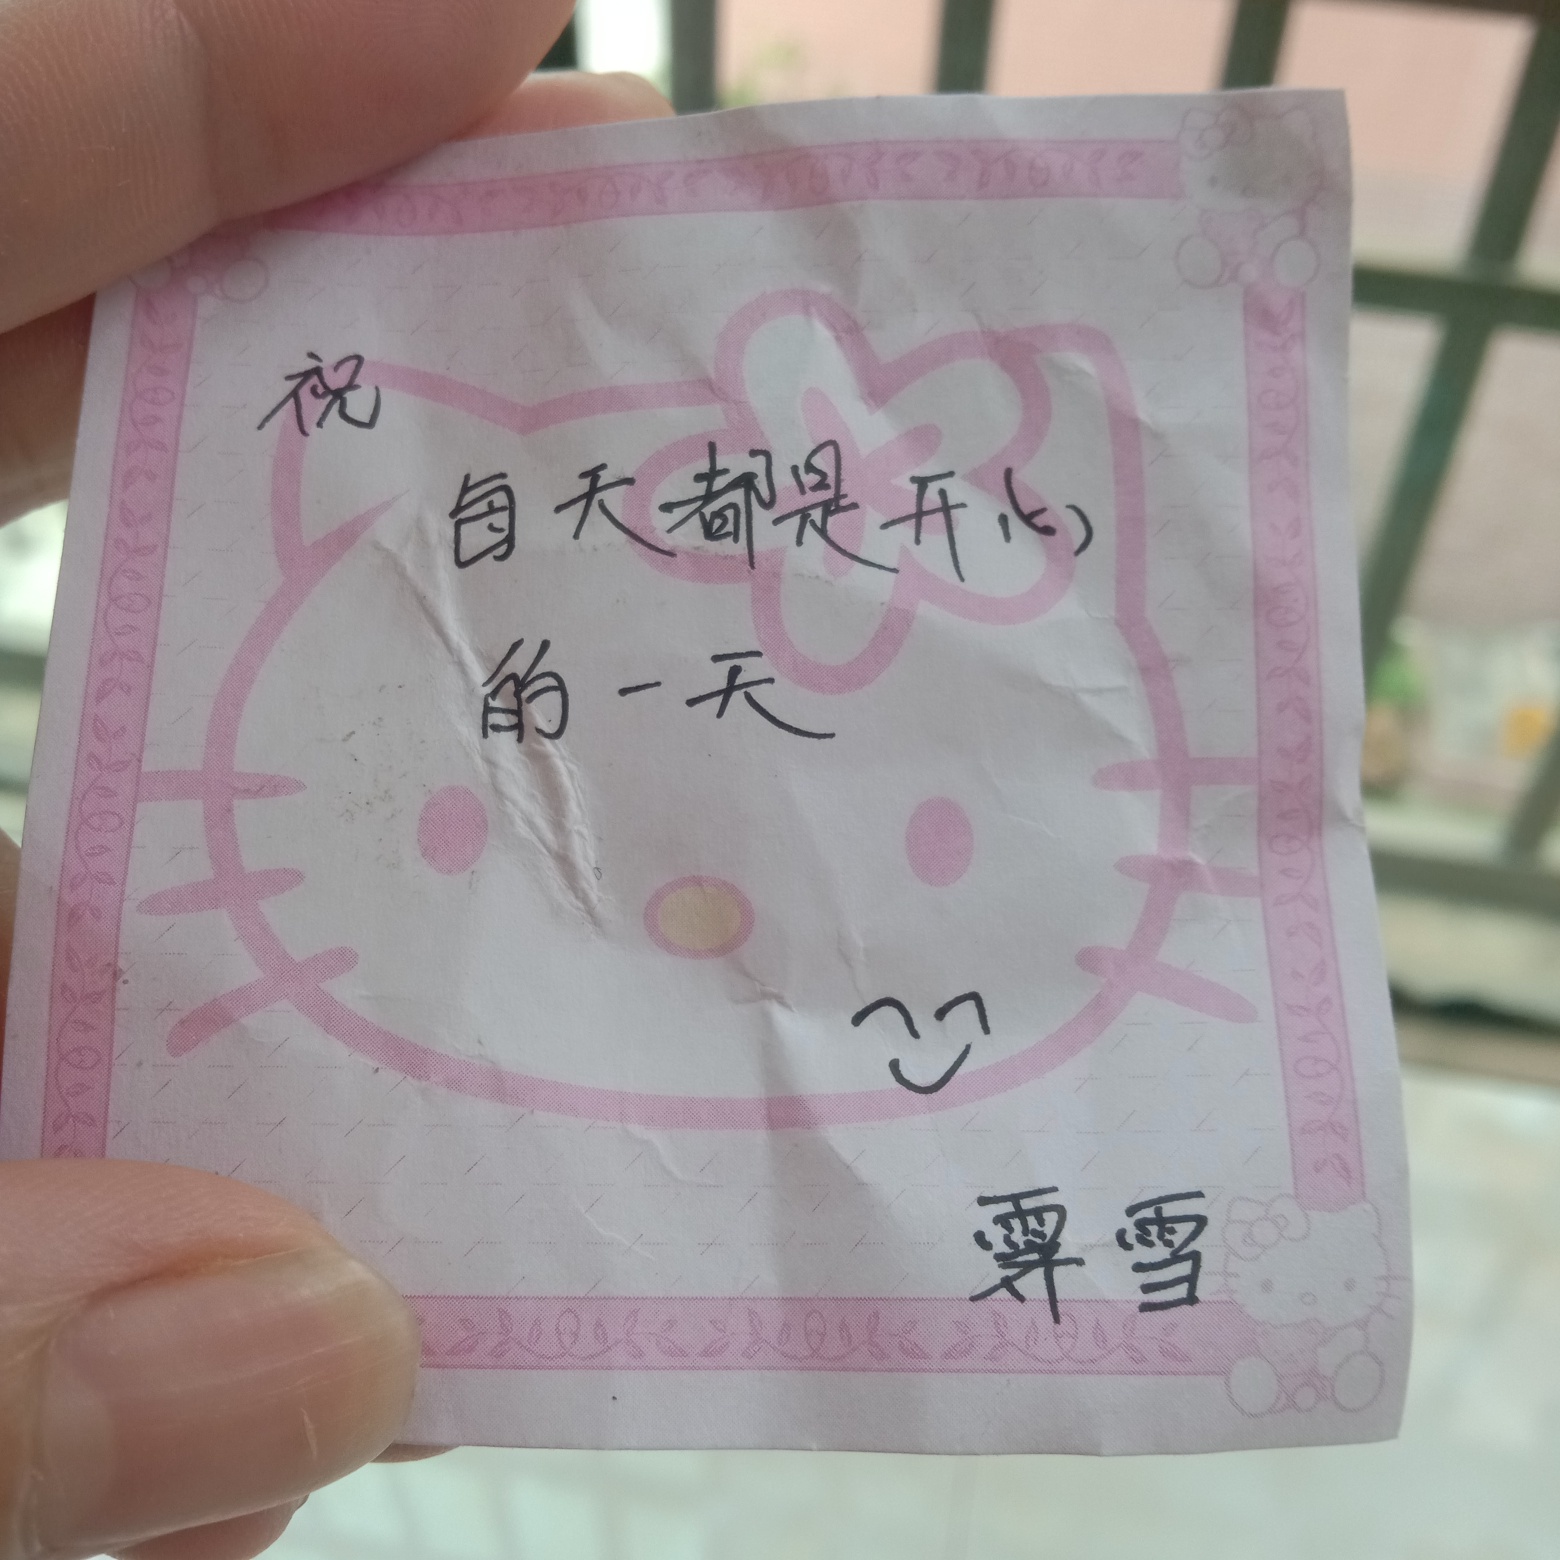 祝
每天都是开心
的一天
霁雪